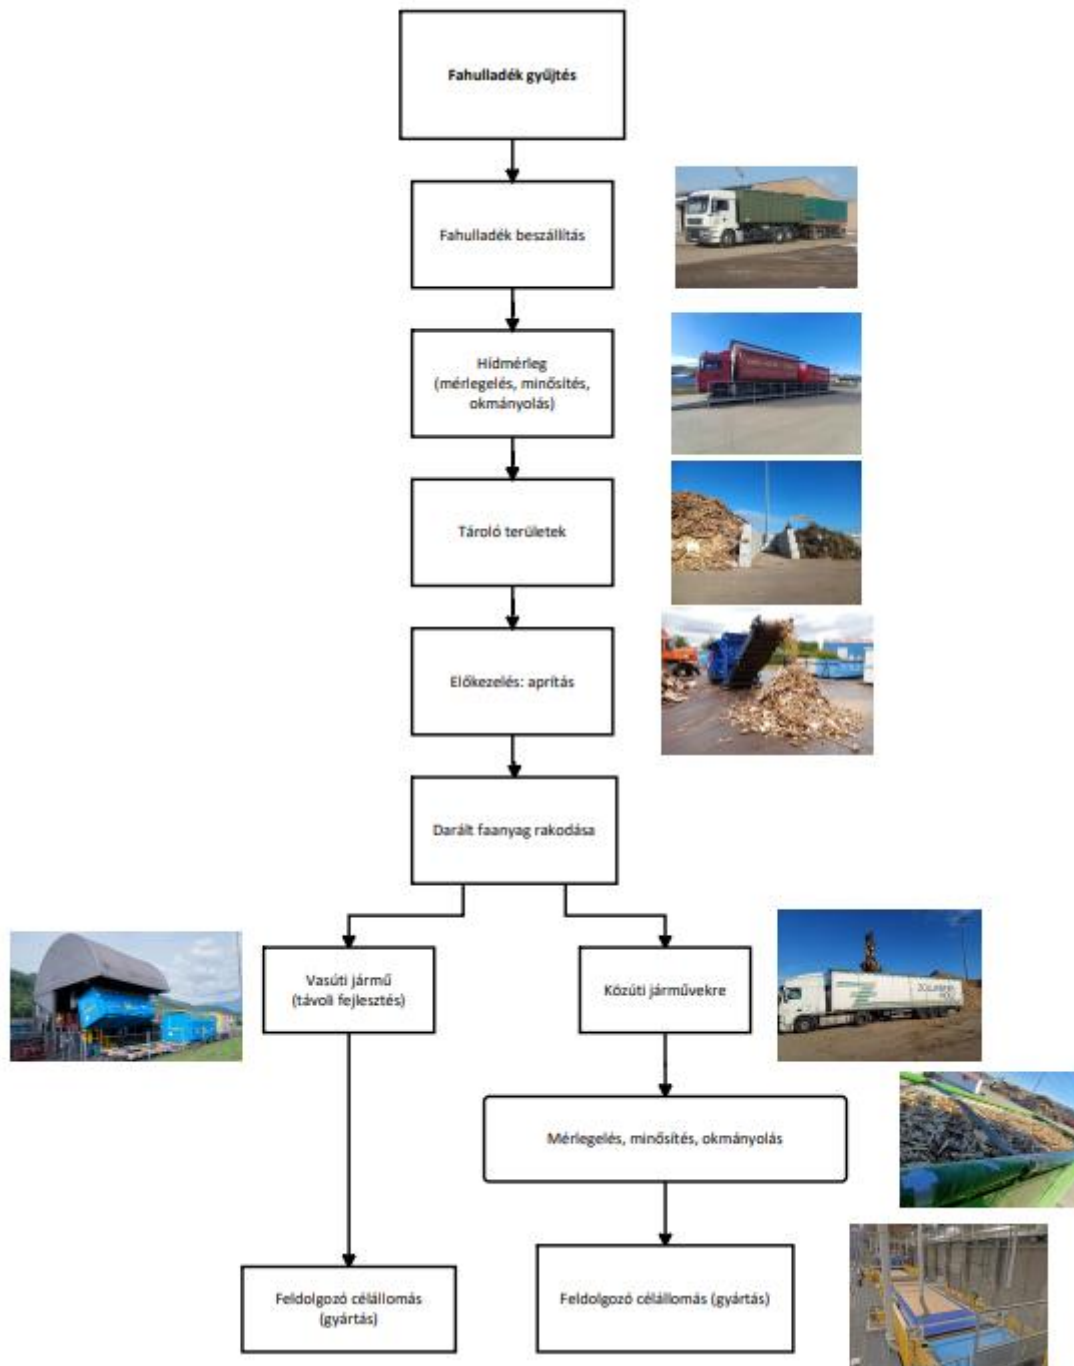 Fahulladék gyűjtés
Fahulladék beszállítás
Hídmérleg
(mérlegelés, minősítés,
okmányolás)
Tároló területek
Előkezelés: aprítás
Darált faanyag rakodása
Vasúti jármű
(távoli fejlesztés)
Közúti járművekre
Mérlegelés, minősítés, okmányolás
Feldolgozó célállomás
(gyártás)
Feldolgozó célállomás (gyártás)